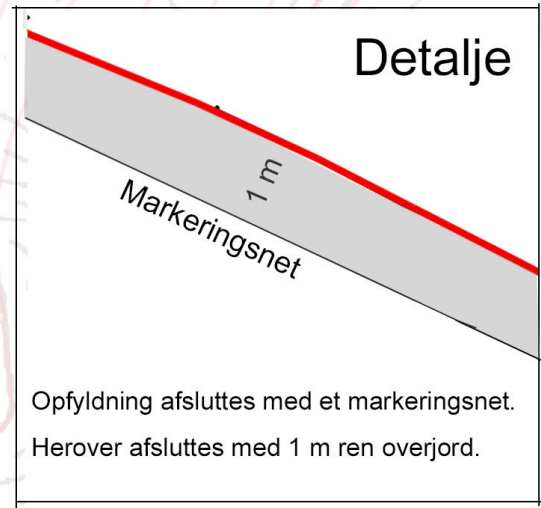 Detalje
1 m
Markeringsnet
Opfyldning afsluttes med et markeringsnet.
Herover afsluttes med 1 m ren overjord.